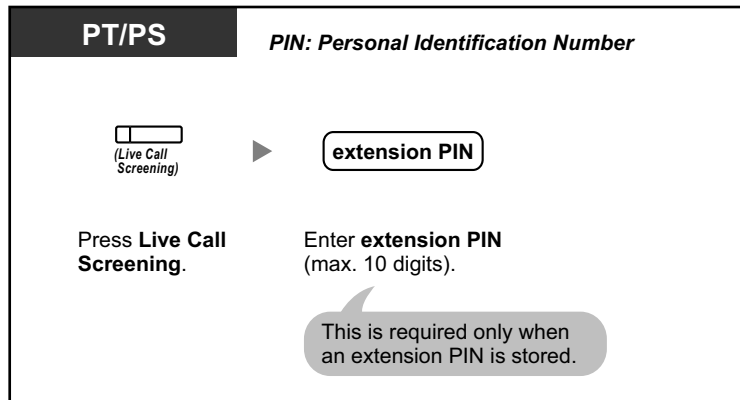 PT/PS
PIN: Personal Identification Number
(Live Call
Screening)
extension PIN
Press Live Call
Screening.
Enter extension PIN
(max. 10 digits).
This is required only when
an extension PIN is stored.